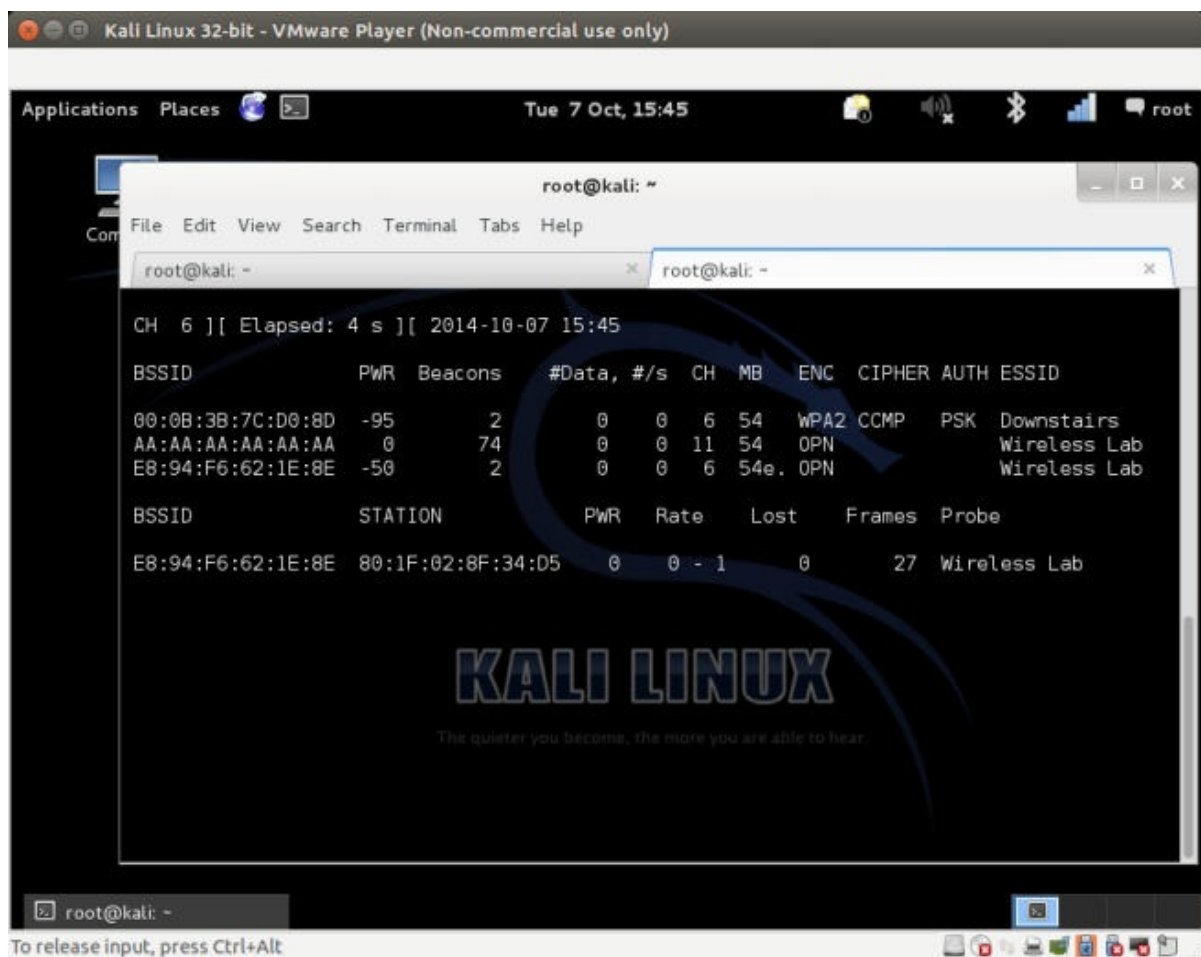 Kali Linux 32-bit - VMware Player (Non-commercial use only)
Applications Places Tue 7 Oct, 15:45 root
root@kali: ~
Com
File Edit View Search Terminal Tabs Help
root@kali: ~ root@kali: ~
CH 6 ][ Elapsed: 4 s ][ 2014-10-07 15:45
BSSID PWR Beacons #Data, #/s CH MB ENC CIPHER AUTH ESSID
00:0B:3B:7C:D0:8D -95 2 0 0 6 54 WPA2 CCMP PSK Downstairs
AA:AA:AA:AA:AA:AA 0 74 0 0 11 54 OPN Wireless Lab
E8:94:F6:62:1E:8E -50 2 0 0 6 54e. OPN Wireless Lab
BSSID STATION PWR Rate Lost Frames Probe
E8:94:F6:62:1E:8E 80:1F:02:8F:34:D5 0 0 - 1 0 27 Wireless Lab
KALI LINUX
The quieter you become, the more you are able to hear.
root@kali: ~
To release input, press Ctrl+Alt